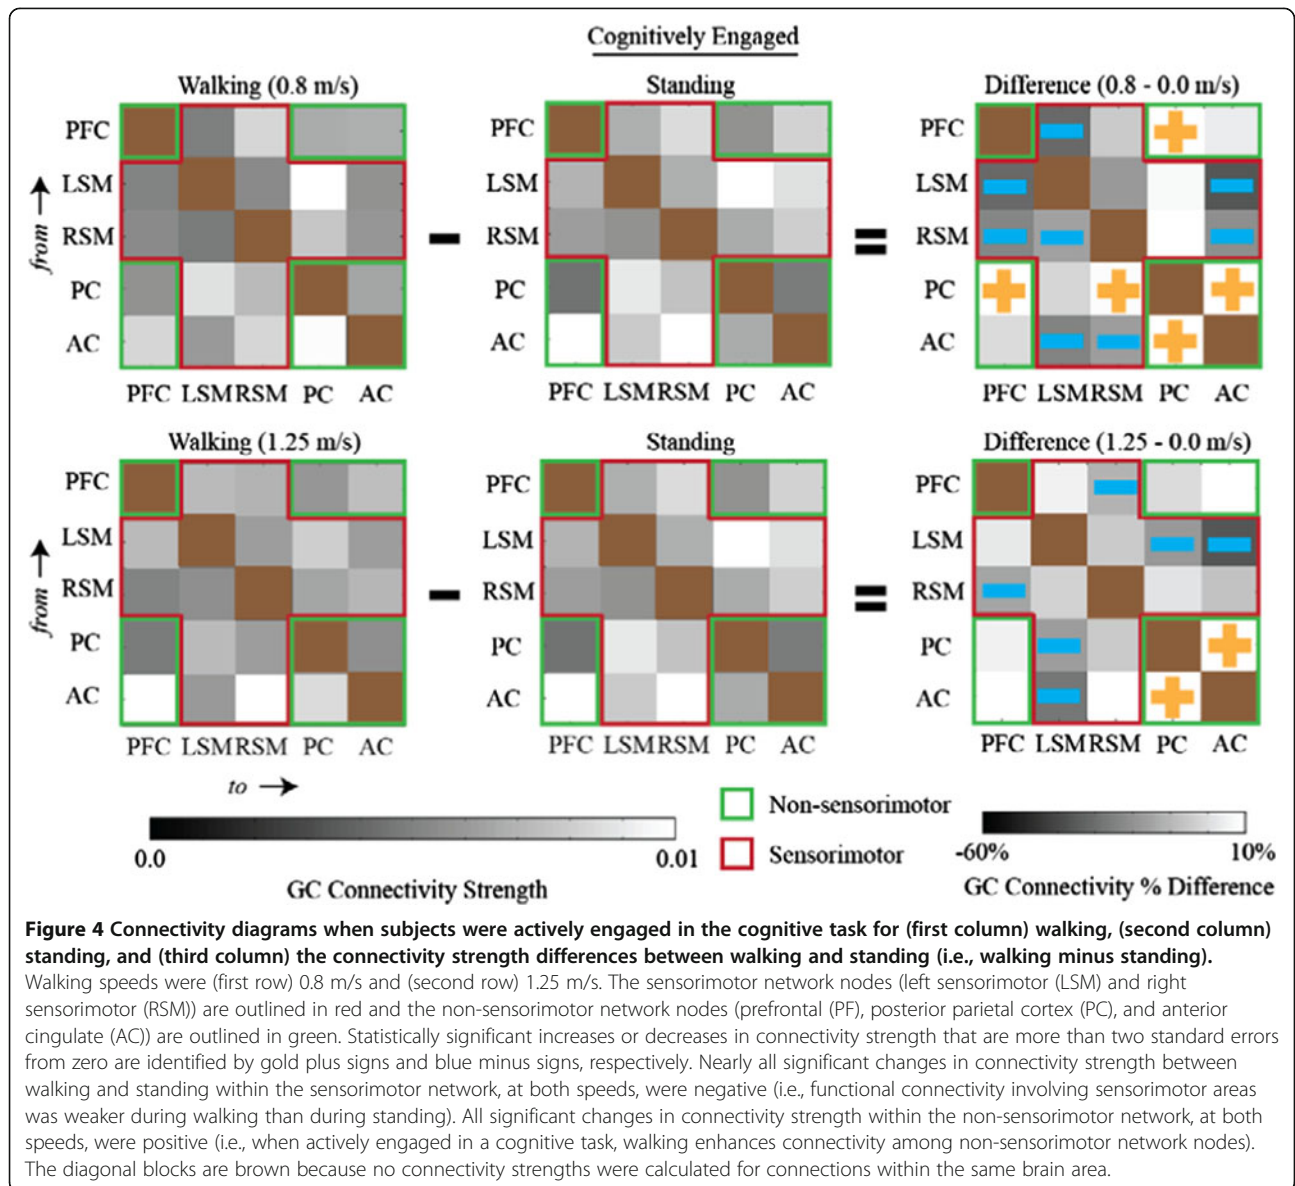 Cognitively Engaged
Walking (0.8 m/s)
Standing
Difference (0.8 - 0.0 m/s)
PFC
LSM
RSM
PC
AC
from
PFC LSM RSM PC AC
PFC
LSM
RSM
PC
AC
PFC LSM RSM PC AC
PFC
LSM
RSM
PC
AC
PFC LSM RSM PC AC
Walking (1.25 m/s)
Standing
Difference (1.25 - 0.0 m/s)
PFC
LSM
RSM
PC
AC
from
PFC LSM RSM PC AC
PFC
LSM
RSM
PC
AC
PFC LSM RSM PC AC
PFC
LSM
RSM
PC
AC
PFC LSM RSM PC AC
to
0.0 0.01
GC Connectivity Strength
Non-sensorimotor
Sensorimotor
-60% 10%
GC Connectivity % Difference
Figure 4 Connectivity diagrams when subjects were actively engaged in the cognitive task for (first column) walking, (second column)
standing, and (third column) the connectivity strength differences between walking and standing (i.e., walking minus standing).
Walking speeds were (first row) 0.8 m/s and (second row) 1.25 m/s. The sensorimotor network nodes (left sensorimotor (LSM) and right
sensorimotor (RSM)) are outlined in red and the non-sensorimotor network nodes (prefrontal (PF), posterior parietal cortex (PC), and anterior
cingulate (AC)) are outlined in green. Statistically significant increases or decreases in connectivity strength that are more than two standard errors
from zero are identified by gold plus signs and blue minus signs, respectively. Nearly all significant changes in connectivity strength between
walking and standing within the sensorimotor network, at both speeds, were negative (i.e., functional connectivity involving sensorimotor areas
was weaker during walking than during standing). All significant changes in connectivity strength within the non-sensorimotor network, at both
speeds, were positive (i.e., when actively engaged in a cognitive task, walking enhances connectivity among non-sensorimotor network nodes).
The diagonal blocks are brown because no connectivity strengths were calculated for connections within the same brain area.